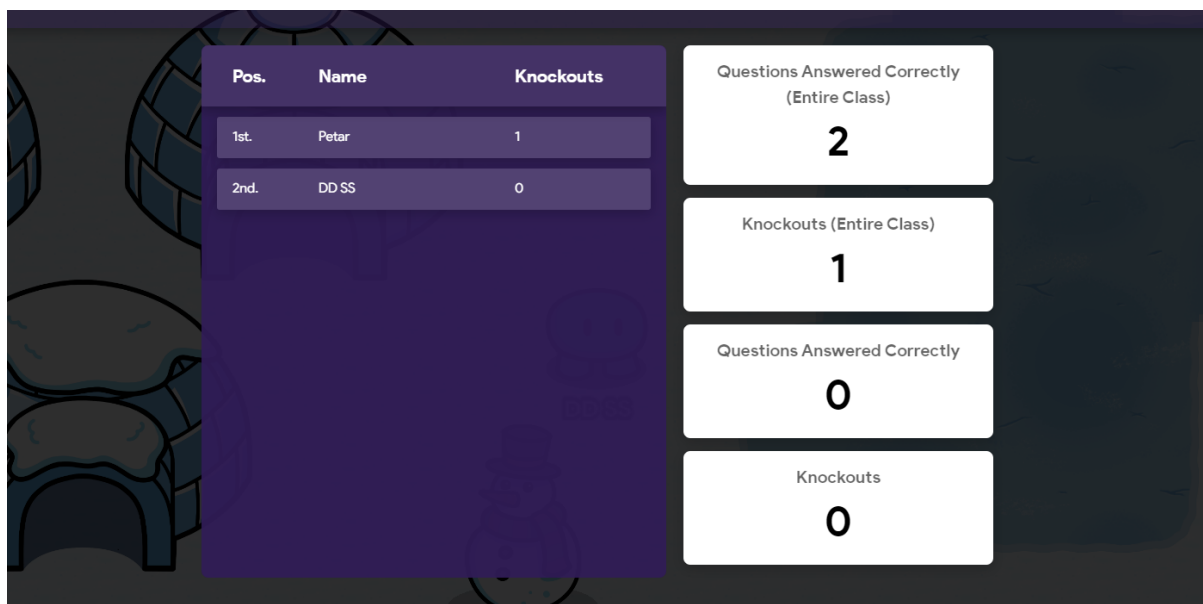 Pos. Name Knockouts
1st. Petar 1
2nd. DD SS 0
Questions Answered Correctly
(Entire Class)
2
Knockouts (Entire Class)
1
Questions Answered Correctly
0
Knockouts
0